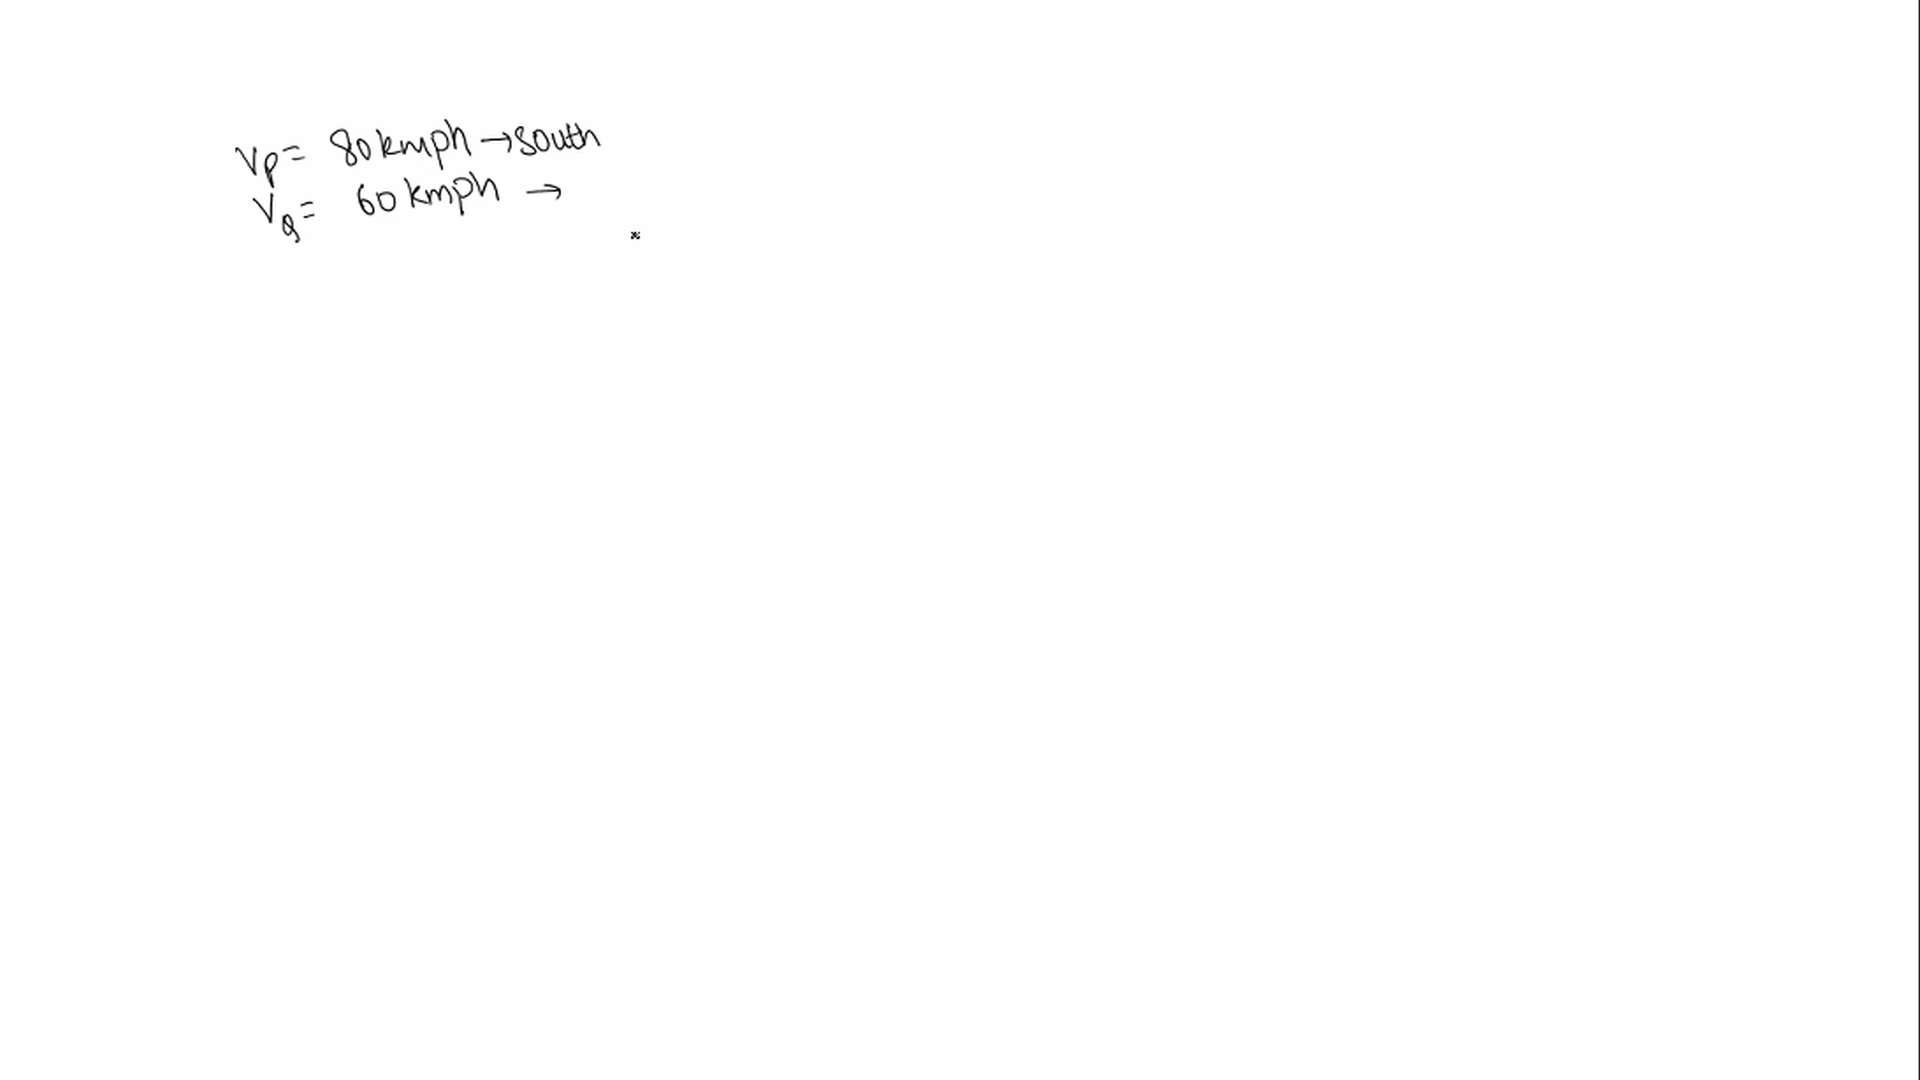 Vp = 80 kmph → south
VQ = 60 kmph →